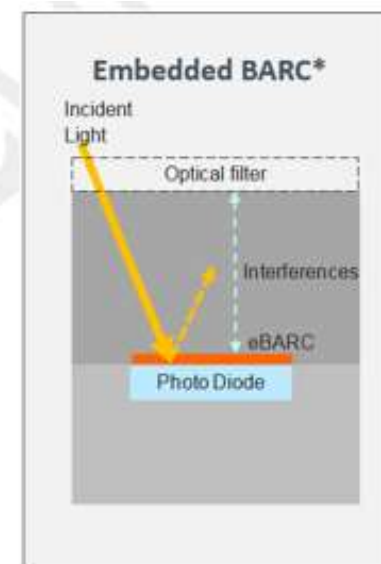 Embedded BARC*
Incident
Light
Optical filter
Interferences
eBARC
Photo Diode